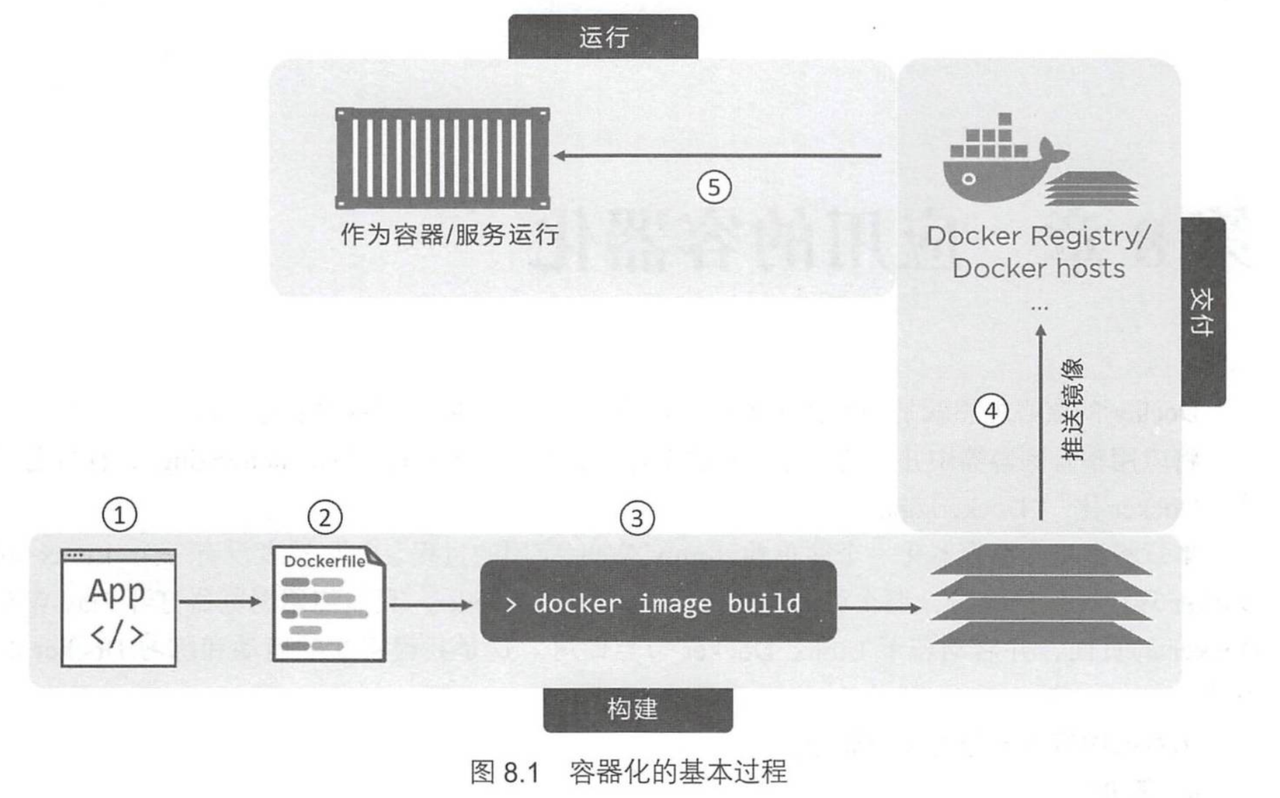 运行
作为容器/服务运行
⑤
Docker Registry/
Docker hosts
...
交付
④
推送镜像
①
②
③
App
</>
Dockerfile
> docker image build
构建
图 8.1 容器化的基本过程